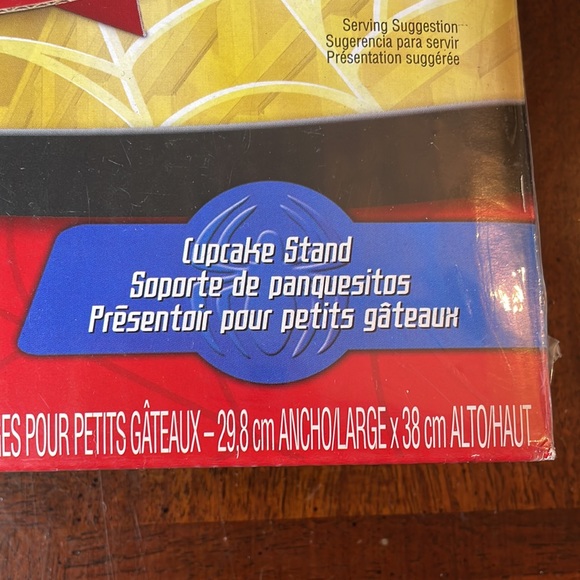 Serving Suggestion
Sugerencia para servir
Présentation suggérée
Cupcake Stand
Soporte de panquesitos
Présentoir pour petits gâteaux
POUR PETITS GÂTEAUX – 29,8 cm ANCHO/LARGE x 38 cm ALTO/HAUT